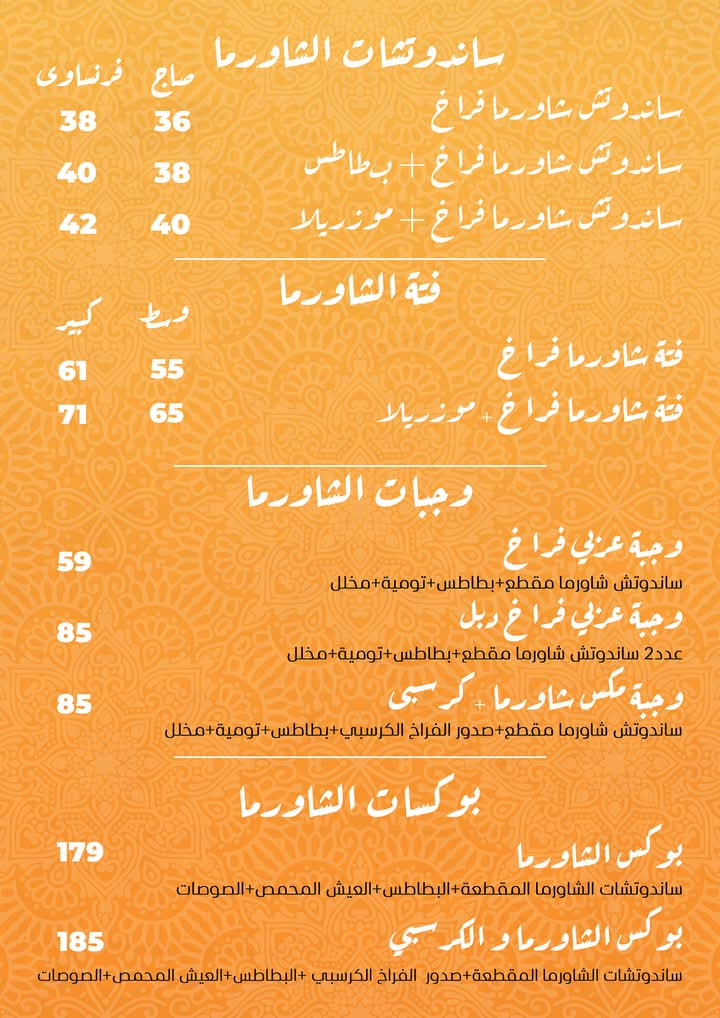 ساندوتشات الشاورما
صاج فرنساوى
ساندوتش شاورما فراخ 36 38
ساندوتش شاورما فراخ + بطاطس 38 40
ساندوتش شاورما فراخ + موزريلا 40 42
فتة الشاورما
وسط كبير
فتة شاورما فراخ 55 61
فتة شاورما فراخ + موزريلا 65 71
وجبات الشاورما
وجبة عربي فراخ 59
ساندوتش شاورما مقطع+بطاطس+تومية+مخلل
وجبة عربي فراخ دبل 85
عدد2 ساندوتش شاورما مقطع+بطاطس+تومية+مخلل
وجبة مكس شاورما + كرسبى 85
ساندوتش شاورما مقطع+صدور الفراخ الكرسبي+بطاطس+تومية+مخلل
بوكسات الشاورما
بوكس الشاورما 179
ساندوتشات الشاورما المقطعة+البطاطس+العيش المحمص+الصوصات
بوكس الشاورما و الكرسبي 185
ساندوتشات الشاورما المقطعة+صدور الفراخ الكرسبي +البطاطس+العيش المحمص+الصوصات